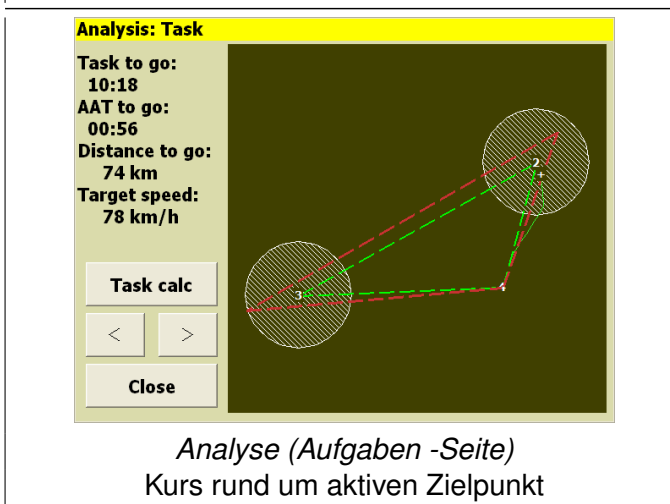 Analysis: Task
Task to go:
10:18
AAT to go:
00:56
Distance to go:
74 km
Target speed:
78 km/h
Task calc
<
>
Close
2
+
3
4
Analyse (Aufgaben -Seite)
Kurs rund um aktiven Zielpunkt